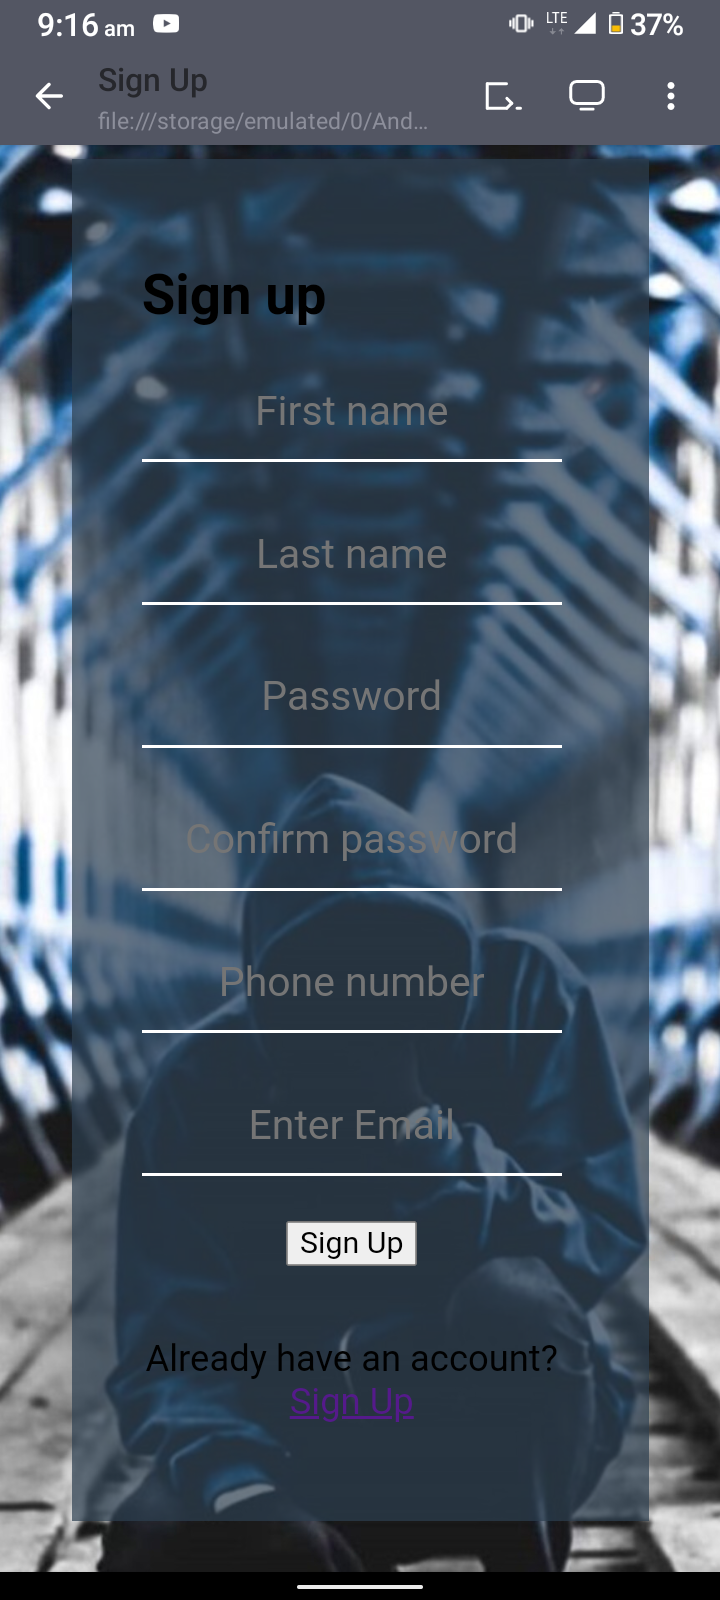 9:16 am
LTE
37%
Sign Up
file:///storage/emulated/0/And...
Sign up
First name
Last name
Password
Confirm password
Phone number
Enter Email
Sign Up
Already have an account?
Sign Up